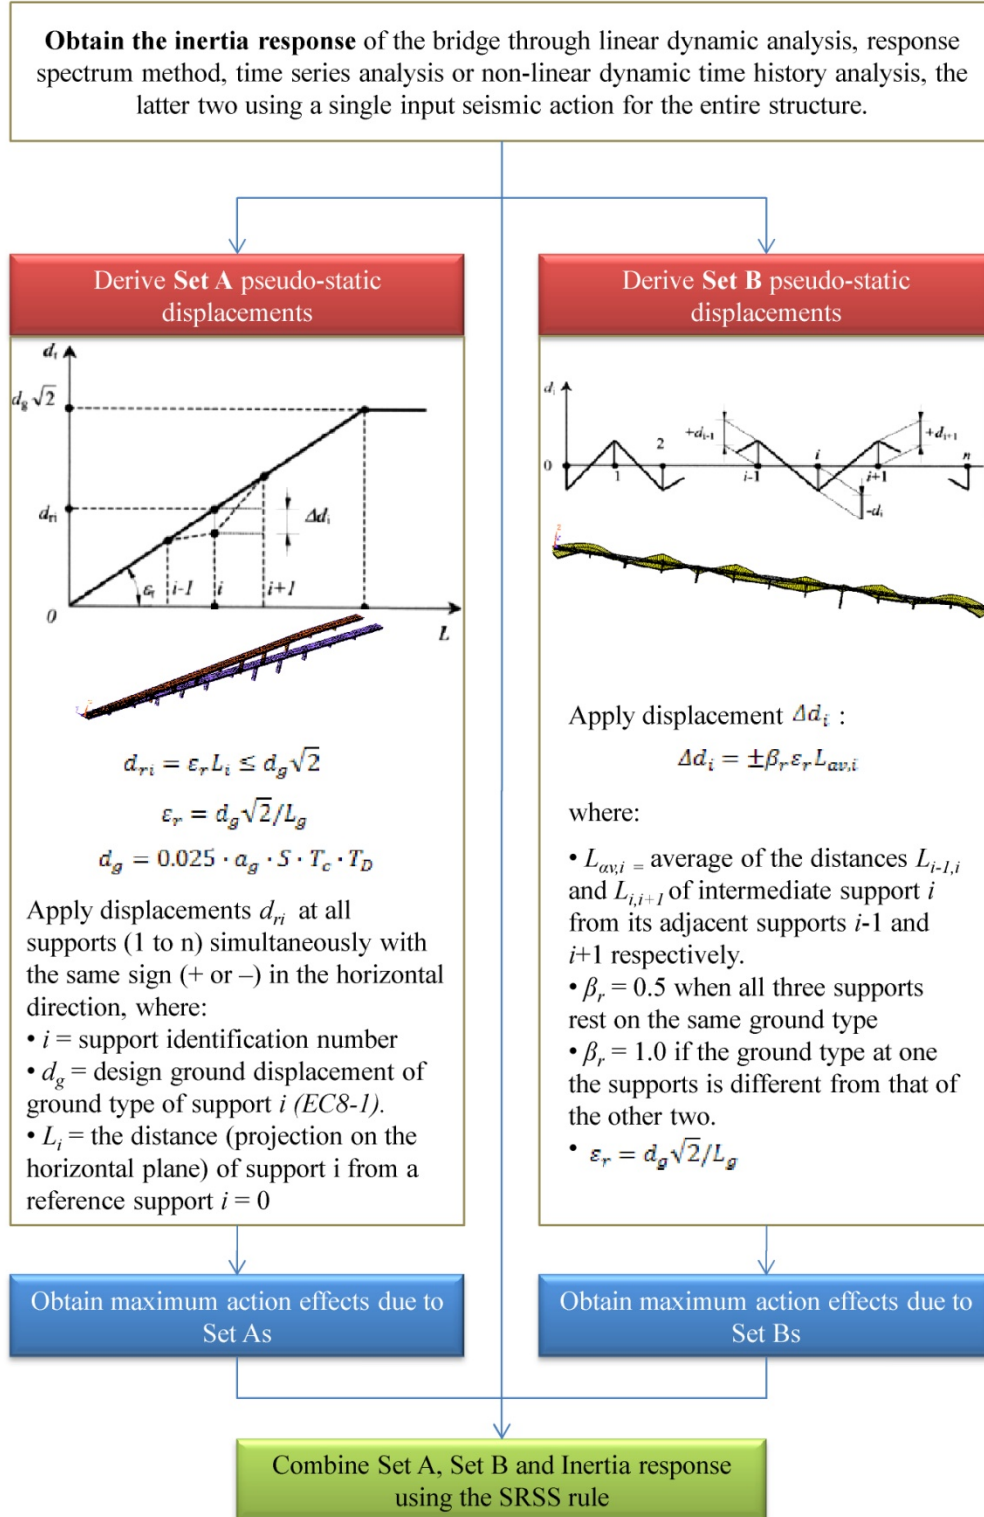 Obtain the inertia response of the bridge through linear dynamic analysis, response
spectrum method, time series analysis or non-linear dynamic time history analysis, the
latter two using a single input seismic action for the entire structure.
Derive Set A pseudo-static
displacements
d_t
d_g √2
d_ri
Δd_i
ε_t
i-1
i
i+1
0
L
d_ri = ε_r L_i ≤ d_g √2
ε_r = d_g √2/L_g
d_g = 0.025 · a_g · S · T_c · T_D
Apply displacements d_ri at all
supports (1 to n) simultaneously with
the same sign (+ or –) in the horizontal
direction, where:
• i = support identification number
• d_g = design ground displacement of
ground type of support i (EC8-1).
• L_i = the distance (projection on the
horizontal plane) of support i from a
reference support i = 0
Obtain maximum action effects due to
Set As
Derive Set B pseudo-static
displacements
d_i
0
1
2
+d_i-1
i-1
i
-d_i
i+1
+d_i+1
n
Apply displacement Δd_i :
Δd_i = ±β_r ε_r L_av,i
where:
• L_αv,i = average of the distances L_i-1,i
and L_i,i+1 of intermediate support i
from its adjacent supports i-1 and
i+1 respectively.
• β_r = 0.5 when all three supports
rest on the same ground type
• β_r = 1.0 if the ground type at one
the supports is different from that of
the other two.
• ε_r = d_g √2/L_g
Obtain maximum action effects due to
Set Bs
Combine Set A, Set B and Inertia response
using the SRSS rule